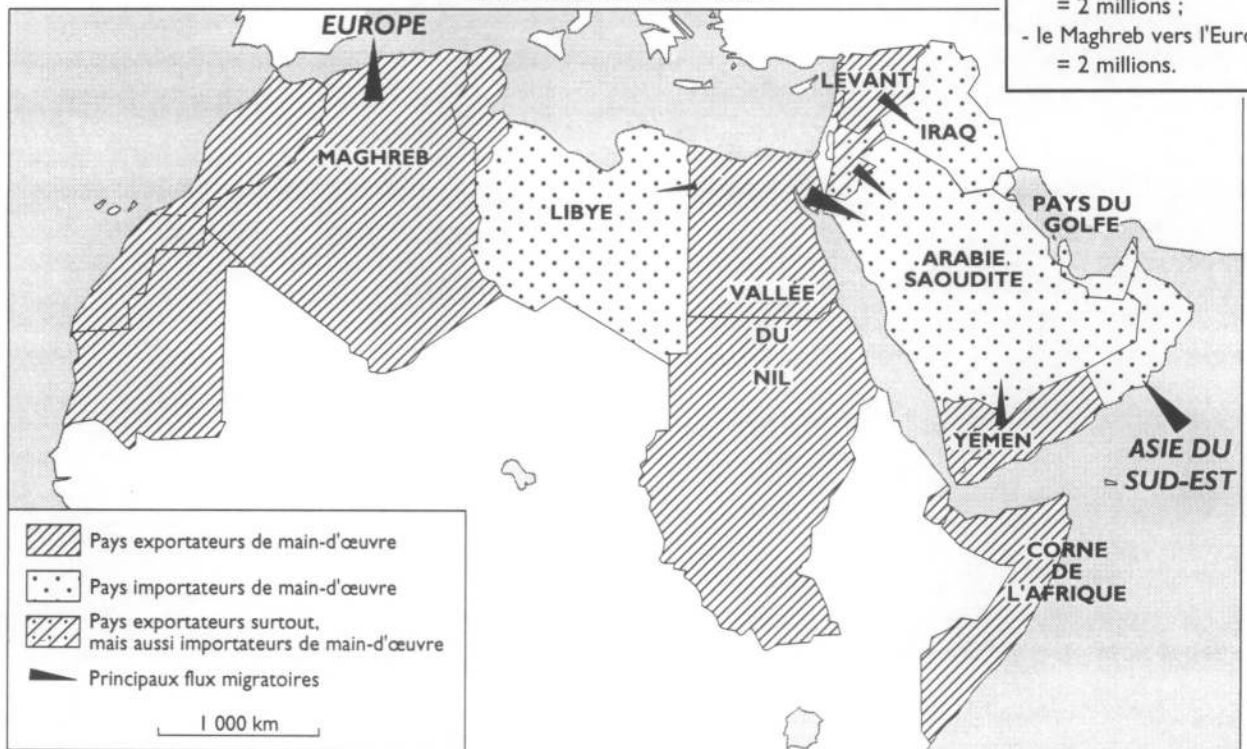 = 2 millions ;
- le Maghreb vers l'Euro
= 2 millions.
EUROPE
LEVANT
IRAQ
MAGHREB
LIBYE
PAYS DU
GOLFE
ARABIE
SAOUDITE
VALLÉE
DU
NIL
YÉMEN
ASIE DU
SUD-EST
CORNE
DE
L'AFRIQUE
Pays exportateurs de main-d'œuvre
Pays importateurs de main-d'œuvre
Pays exportateurs surtout,
mais aussi importateurs de main-d'œuvre
Principaux flux migratoires
1 000 km